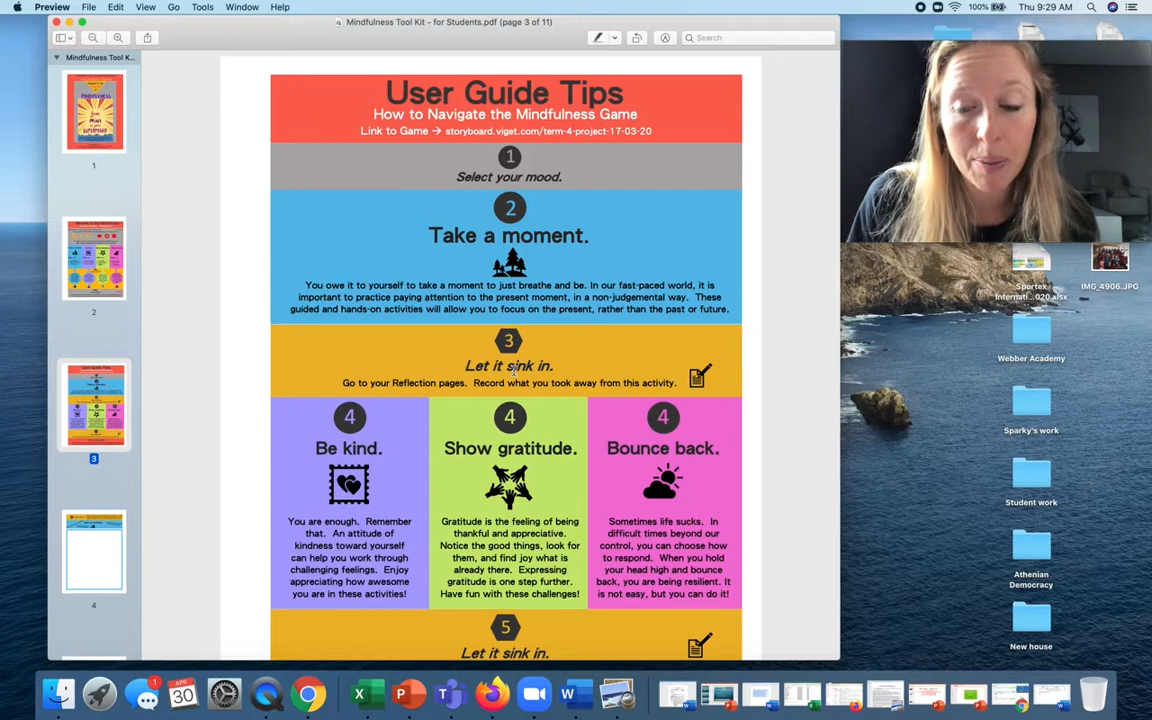 Preview File Edit View Go Tools Window Help
100% Thu 9:29 AM
Mindfulness Tool Kit - for Students.pdf (page 3 of 11)
Search
Mindfulness Tool K...
1
2
3
4
User Guide Tips
How to Navigate the Mindfulness Game
Link to Game → storyboard.viget.com/term-4-project-17-03-20
1
Select your mood.
2
Take a moment.
You owe it to yourself to take a moment to just breathe and be. In our fast-paced world, it is
important to practice paying attention to the present moment, in a non-judgemental way. These
guided and hands-on activities will allow you to focus on the present, rather than the past or future.
3
Let it sink in.
Go to your Reflection pages. Record what you took away from this activity.
4
Be kind.
You are enough. Remember
that. An attitude of
kindness toward yourself
can help you work through
challenging feelings. Enjoy
appreciating how awesome
you are in these activities!
4
Show gratitude.
Gratitude is the feeling of being
thankful and appreciative.
Notice the good things, look for
them, and find joy what is
already there. Expressing
gratitude is one step further.
Have fun with these challenges!
4
Bounce back.
Sometimes life sucks. In
difficult times beyond our
control, you can choose how
to respond. When you hold
your head high and bounce
back, you are being resilient. It
is not easy, but you can do it!
5
Let it sink in.
Sportex
Internati...020.xlsx
IMG_4906.JPG
Webber Academy
Sparky's work
Student work
Athenian
Democracy
New house
1
APR
30